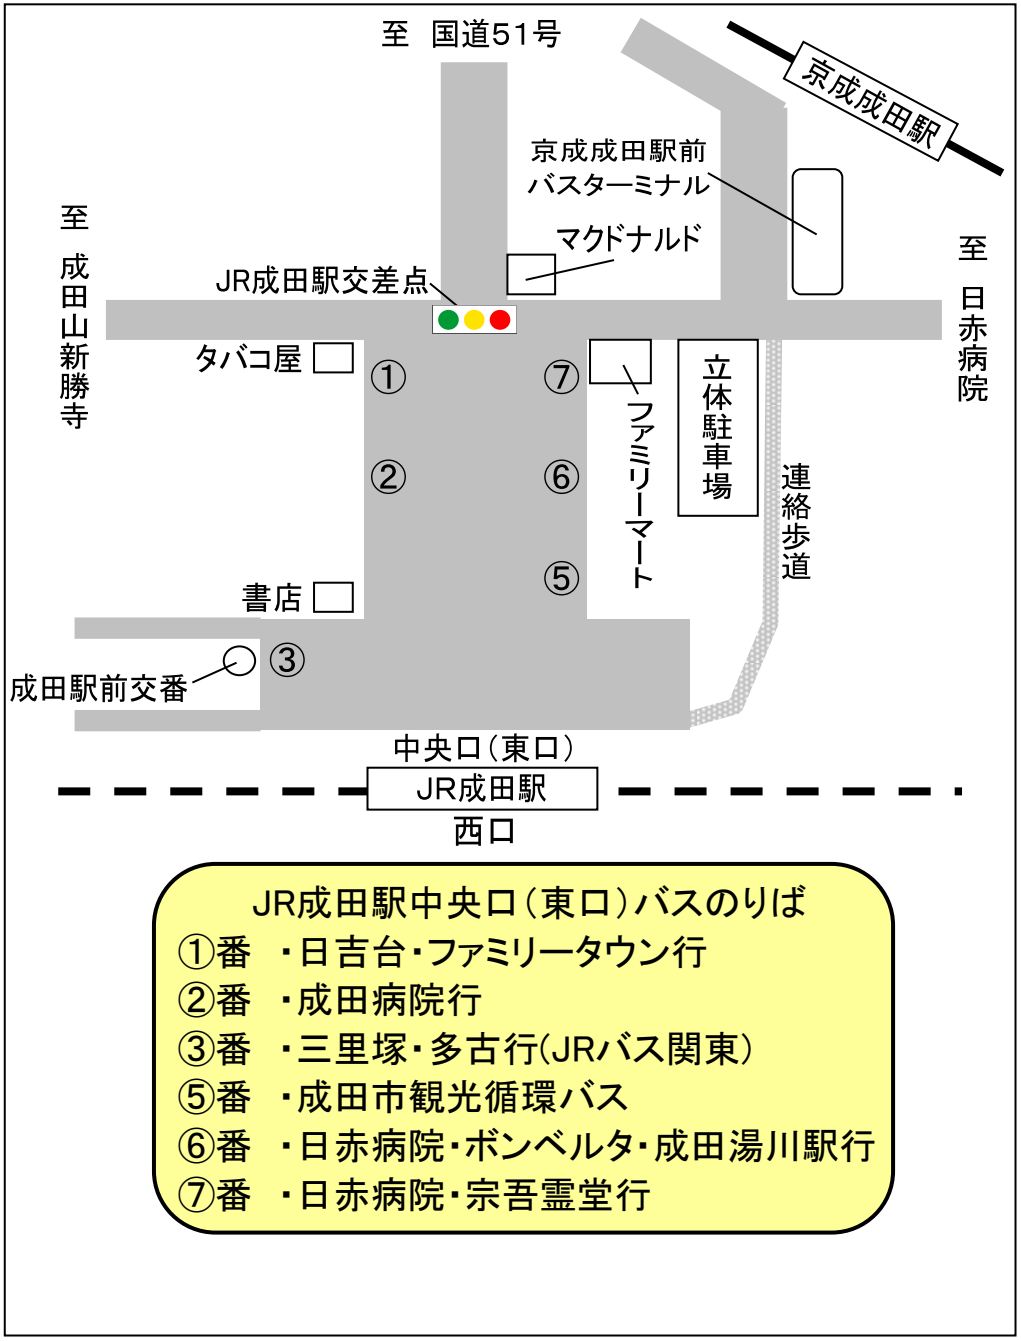 至 国道51号
京成成田駅
京成成田駅前
バスターミナル
マクドナルド
至 成田山新勝寺
至 日赤病院
JR成田駅交差点
タバコ屋
①
⑦
立体駐車場
ファミリーマート
②
⑥
連絡歩道
⑤
書店
③
成田駅前交番
中央口(東口)
JR成田駅
西口
JR成田駅中央口(東口)バスのりば
①番 ・日吉台・ファミリータウン行
②番 ・成田病院行
③番 ・三里塚・多古行(JRバス関東)
⑤番 ・成田市観光循環バス
⑥番 ・日赤病院・ボンベルタ・成田湯川駅行
⑦番 ・日赤病院・宗吾霊堂行